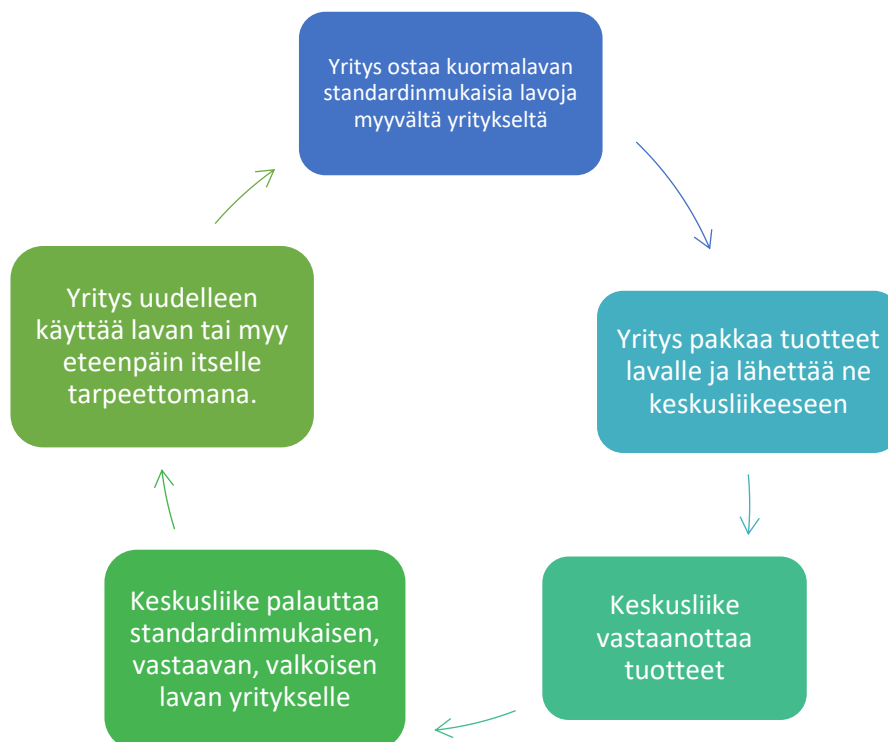 Yritys ostaa kuormalavan
standardinmukaisia lavoja
myyvältä yritykseltä
Yritys pakkaa tuotteet
lavalle ja lähettää ne
keskusliikeeseen
Keskusliike
vastaanottaa
tuotteet
Keskusliike palauttaa
standardinmukaisen,
vastaavan, valkoisen
lavan yritykselle
Yritys uudelleen
käyttää lavan tai myy
eteenpäin itselle
tarpeettomana.